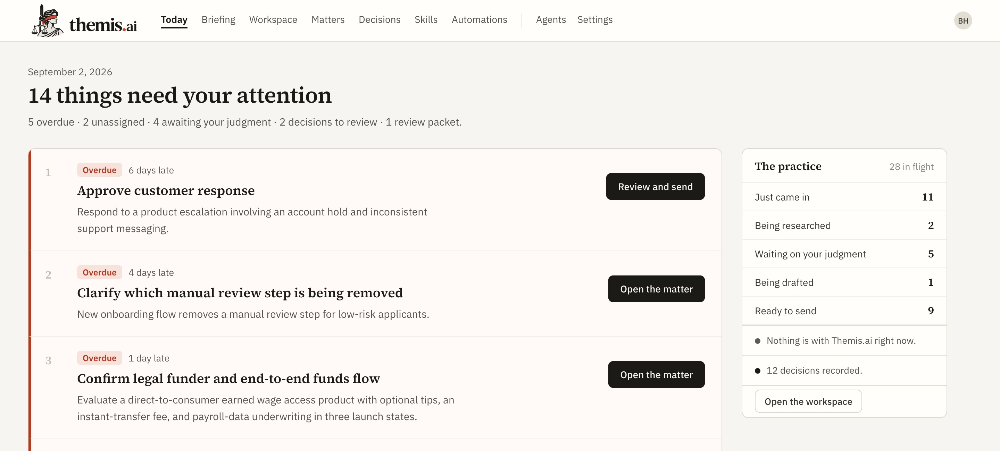 themis.ai
Today Briefing Workspace Matters Decisions Skills Automations Agents Settings
BH
September 2, 2026
14 things need your attention
5 overdue · 2 unassigned · 4 awaiting your judgment · 2 decisions to review · 1 review packet.
1
Overdue 6 days late
Approve customer response
Respond to a product escalation involving an account hold and inconsistent
support messaging.
Review and send
2
Overdue 4 days late
Clarify which manual review step is being removed
New onboarding flow removes a manual review step for low-risk applicants.
Open the matter
3
Overdue 1 day late
Confirm legal funder and end-to-end funds flow
Evaluate a direct-to-consumer earned wage access product with optional tips, an
instant-transfer fee, and payroll-data underwriting in three launch states.
Open the matter
The practice 28 in flight
Just came in 11
Being researched 2
Waiting on your judgment 5
Being drafted 1
Ready to send 9
Nothing is with Themis.ai right now.
12 decisions recorded.
Open the workspace